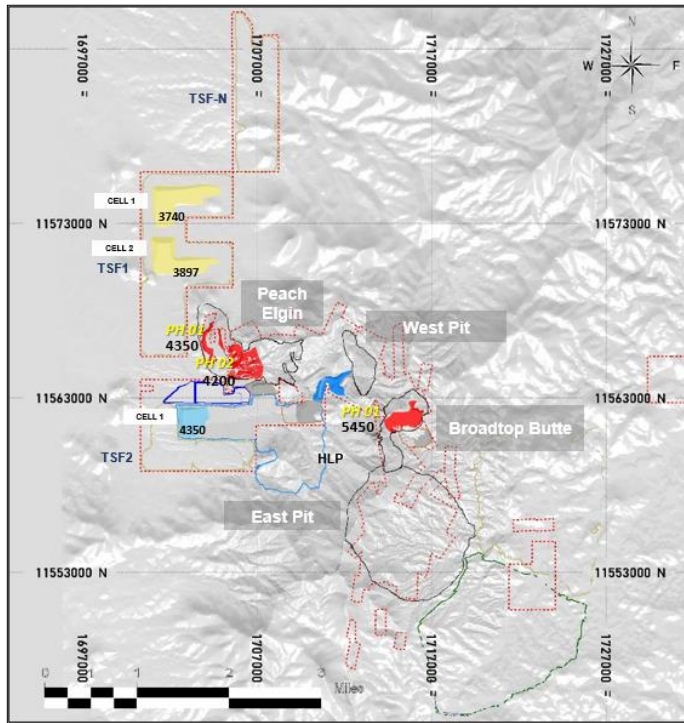 1697000 E
1707000 E
1717000 E
1727000 E
N
W E
S
TSF-N
CELL 1
3740
11573000 N
11573000 N
CELL 2
3897
TSF1
Peach
Elgin
PH 01
4350
West Pit
PH 02
4200
11563000 N
11563000 N
CELL 1
4350
PH 01
5450
Broadtop Butte
TSF2
HLP
East Pit
11553000 N
11553000 N
1697000 E
1707000 E
1717000 E
1727000 E
0 1 2 3
Miles